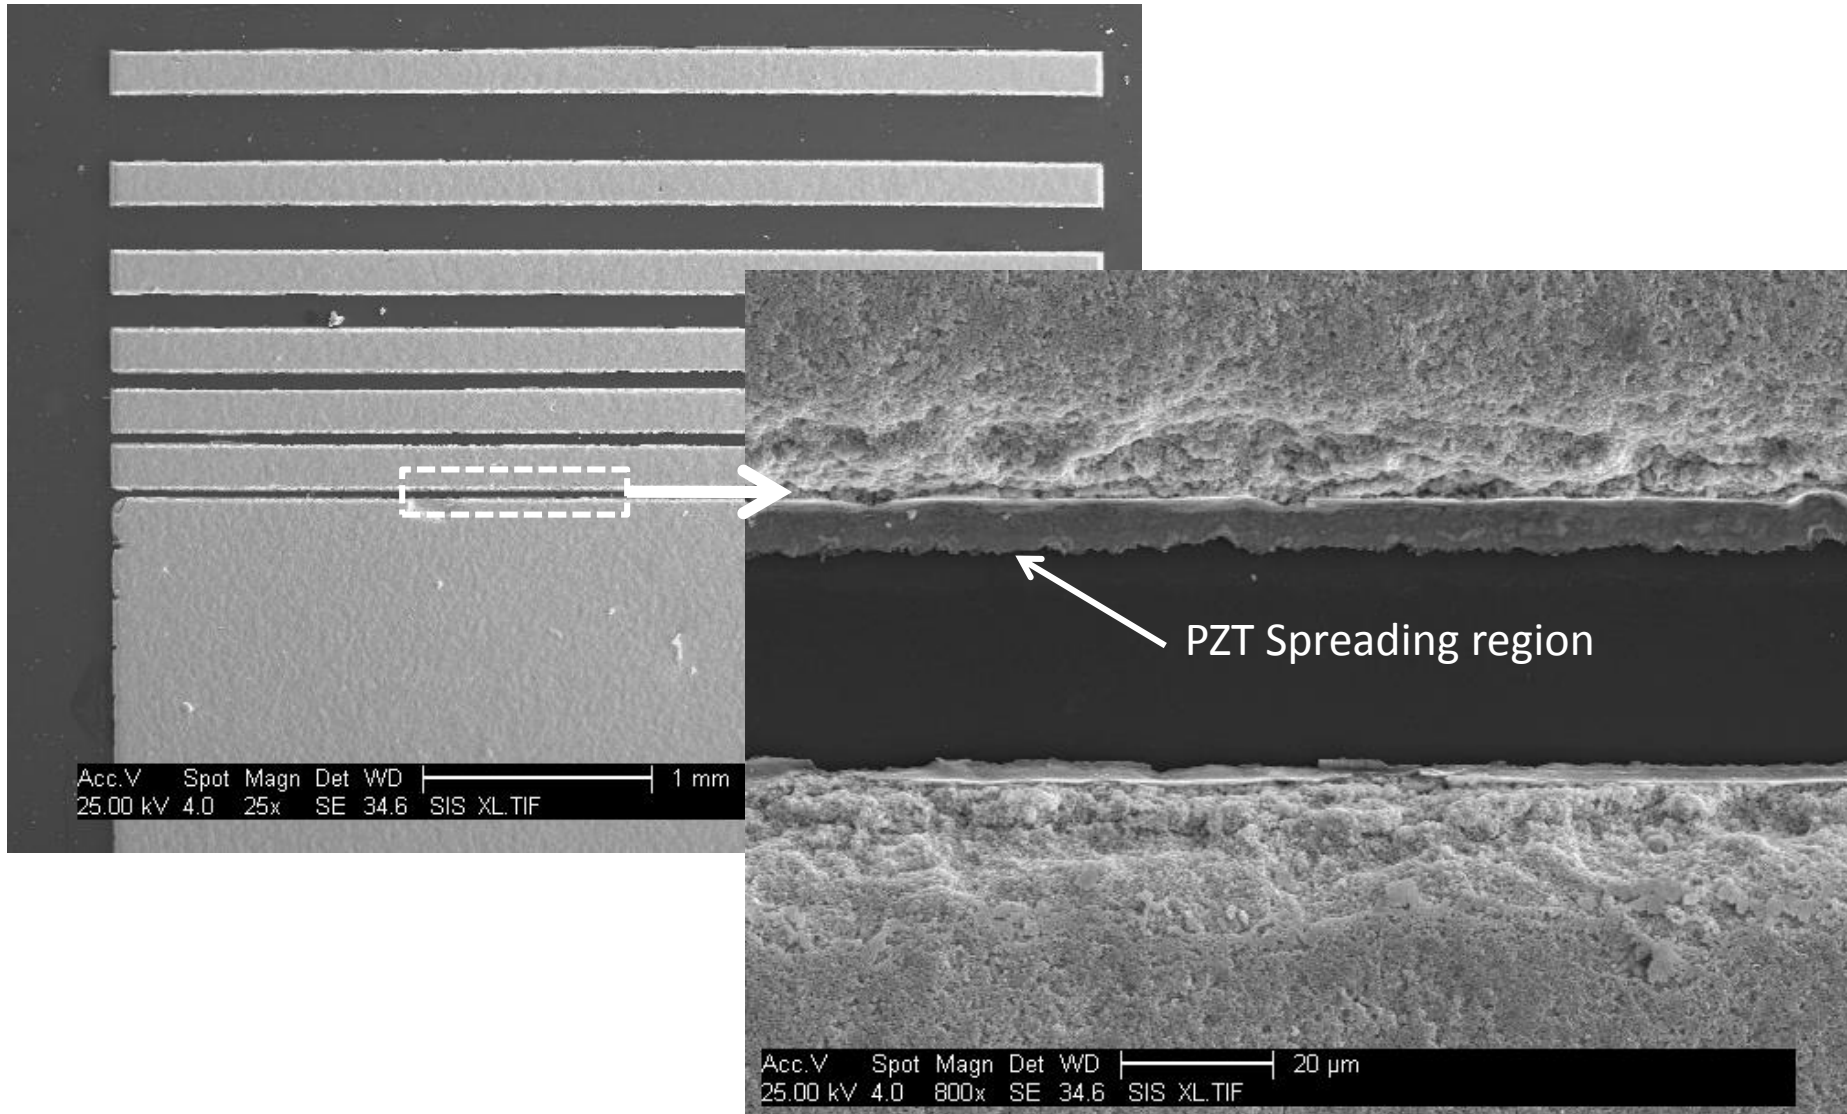 Acc.V Spot Magn Det WD 1 mm
25.00 kV 4.0 25x SE 34.6 SIS XL.TIF
PZT Spreading region
Acc.V Spot Magn Det WD 20 µm
25.00 kV 4.0 800x SE 34.6 SIS XL.TIF